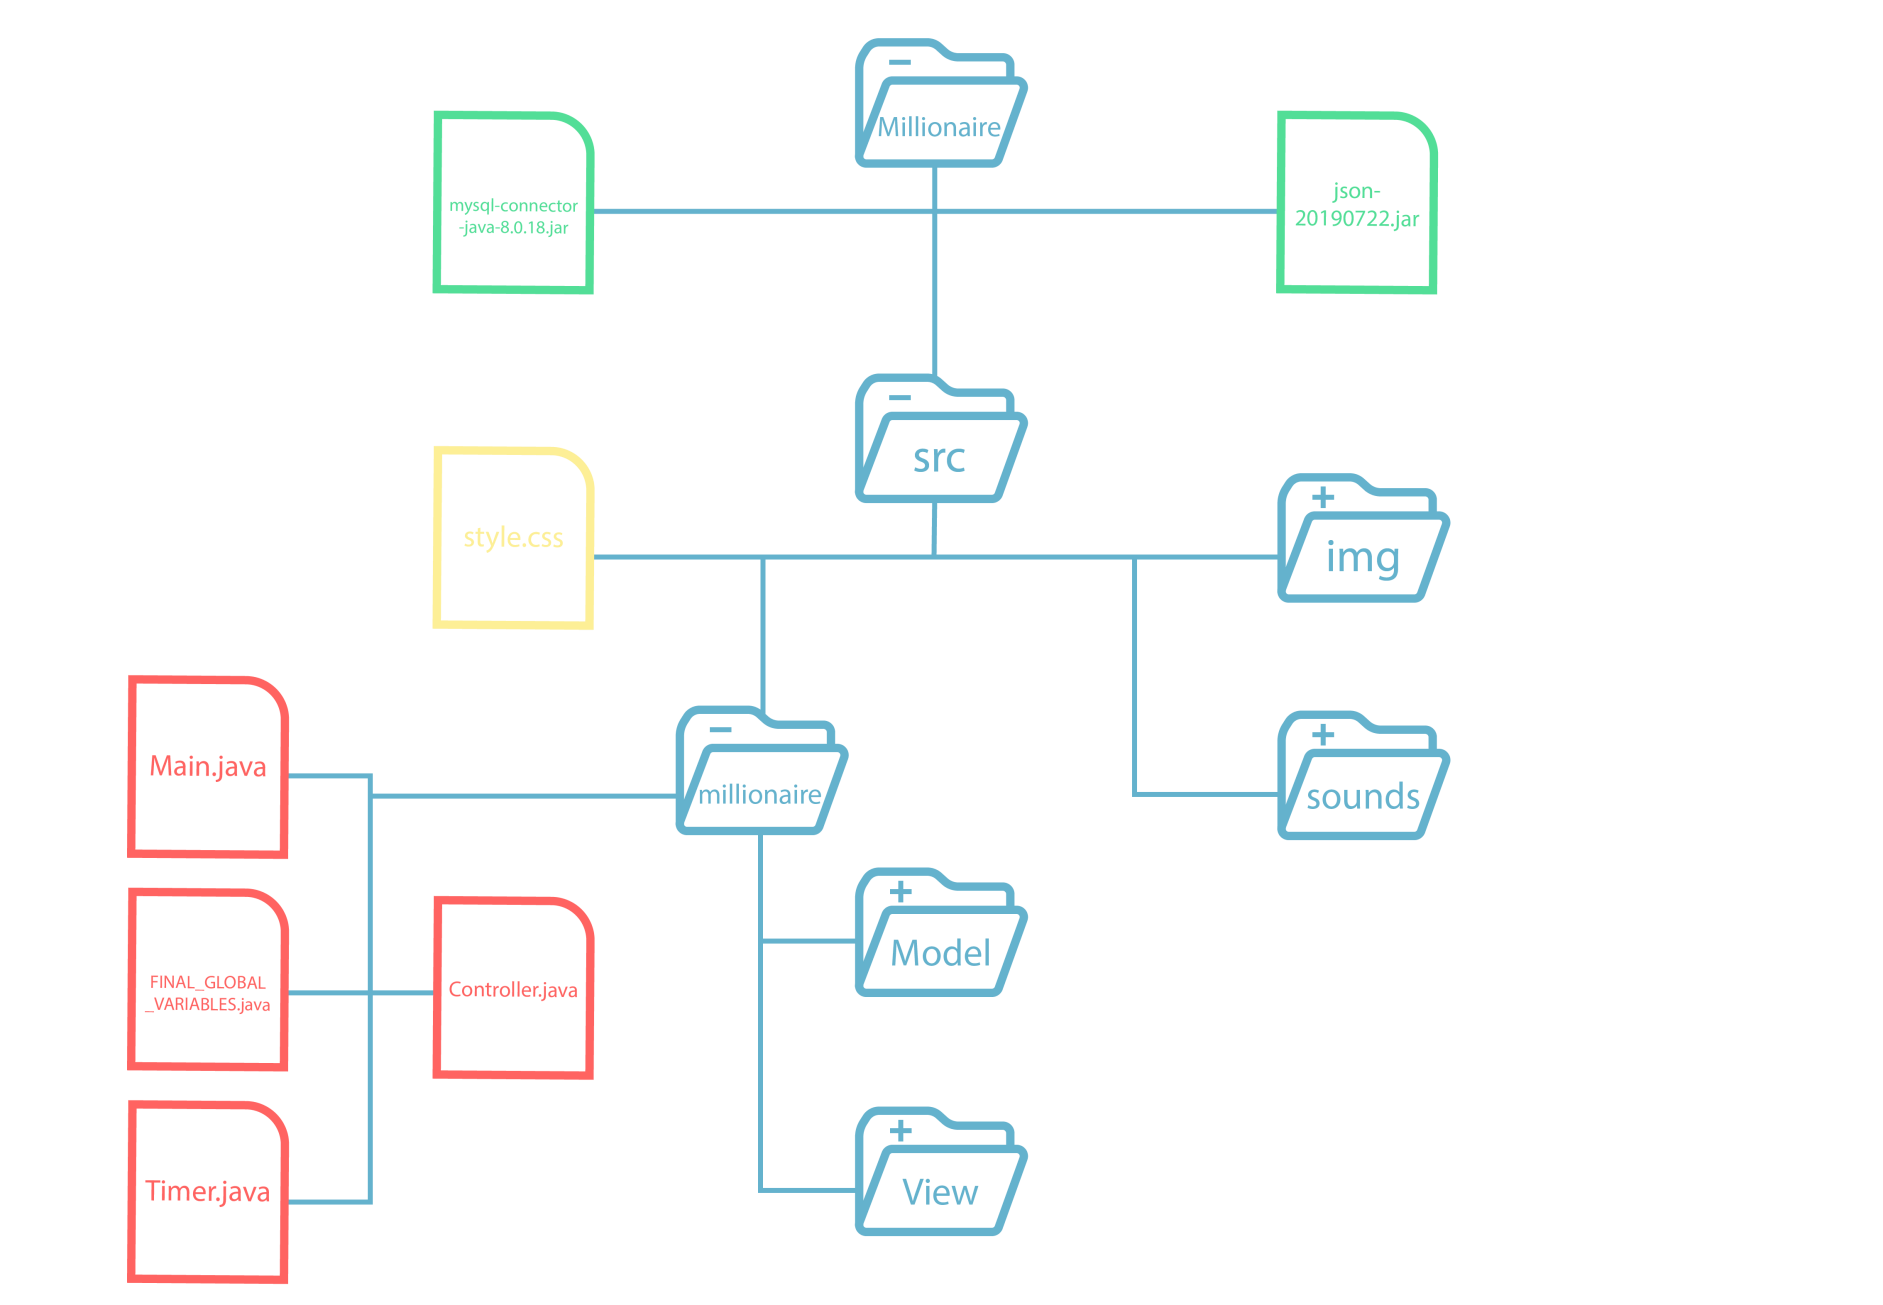 Millionaire
mysql-connector
-java-8.0.18.jar
json-
20190722.jar
src
style.css
img
Main.java
millionaire
sounds
Model
FINAL_GLOBAL
_VARIABLES.java
Controller.java
Timer.java
View